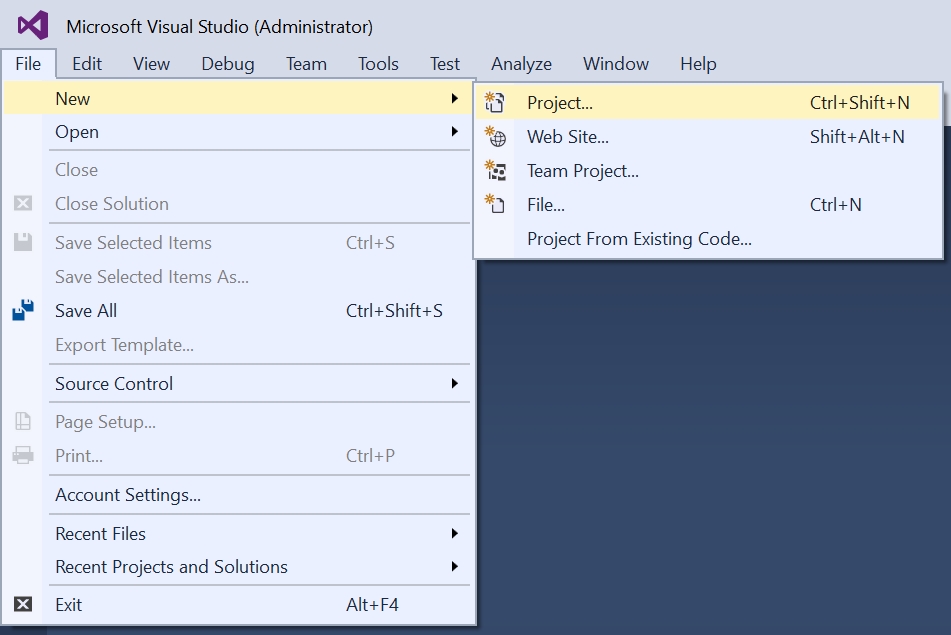 Microsoft Visual Studio (Administrator)
File Edit View Debug Team Tools Test Analyze Window Help
New
Open
Close
Close Solution
Save Selected Items Ctrl+S
Save Selected Items As...
Save All Ctrl+Shift+S
Export Template...
Source Control
Page Setup...
Print... Ctrl+P
Account Settings...
Recent Files
Recent Projects and Solutions
Exit Alt+F4
Project... Ctrl+Shift+N
Web Site... Shift+Alt+N
Team Project...
File... Ctrl+N
Project From Existing Code...